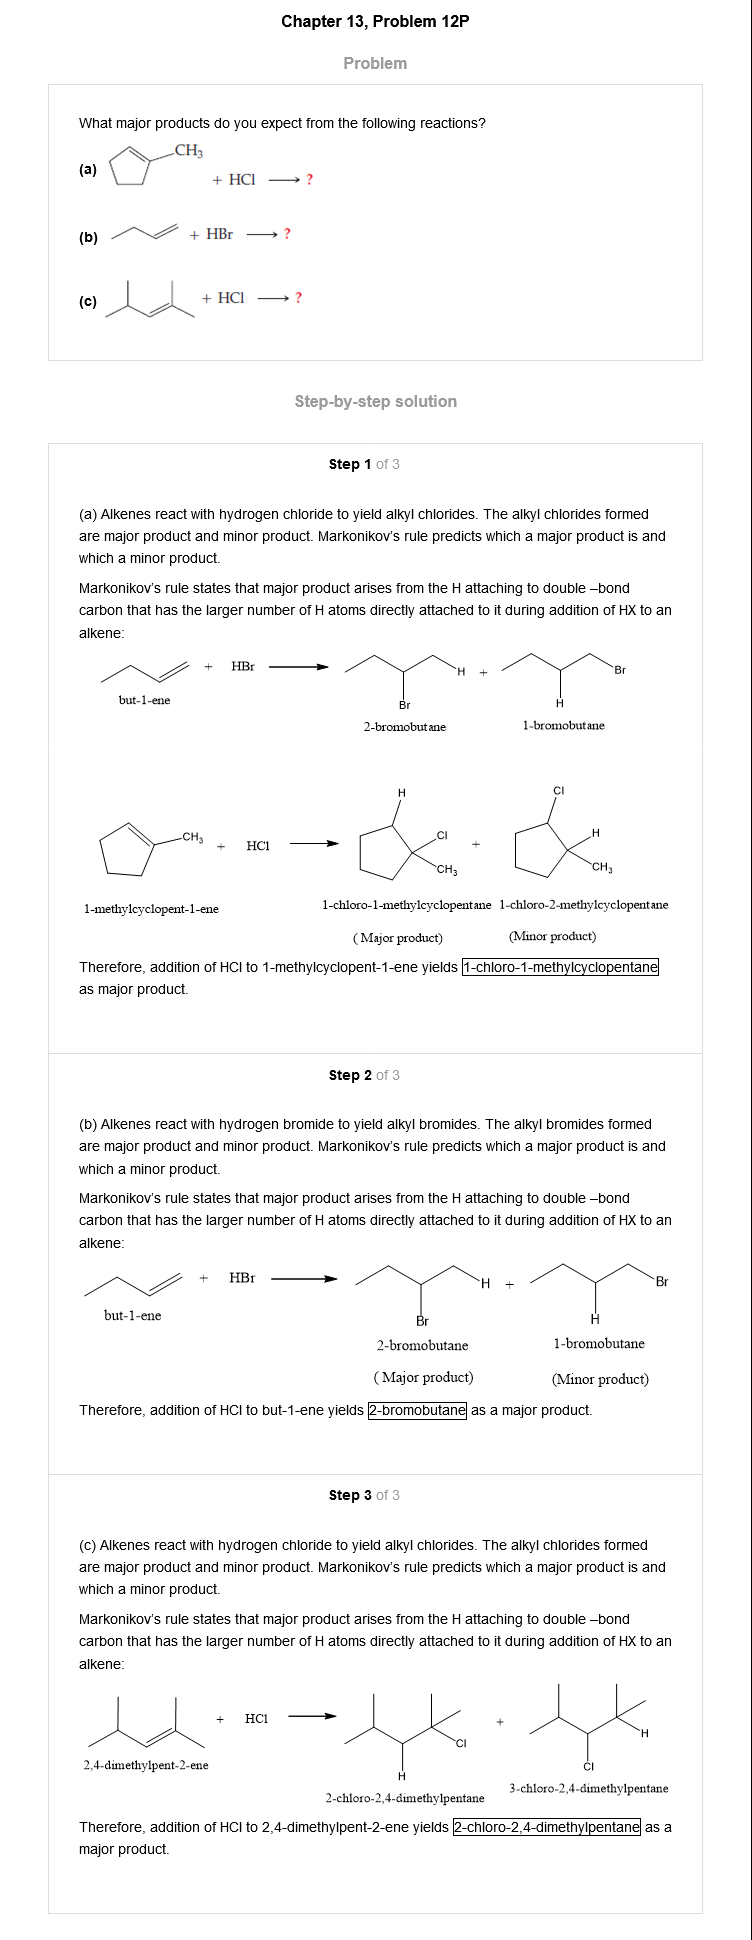 Chapter 13, Problem 12P
Problem
What major products do you expect from the following reactions?
(a)
CH3
+ HCl ⟶ ?
(b)
+ HBr ⟶ ?
(c)
+ HCl ⟶ ?
Step-by-step solution
Step 1 of 3
(a) Alkenes react with hydrogen chloride to yield alkyl chlorides. The alkyl chlorides formed
are major product and minor product. Markonikov's rule predicts which a major product is and
which a minor product.
Markonikov's rule states that major product arises from the H attaching to double –bond
carbon that has the larger number of H atoms directly attached to it during addition of HX to an
alkene:
+ HBr
H +
Br
Br
H
but-1-ene
2-bromobutane
1-bromobutane
H
Cl
CH3
+ HCl
Cl
CH3
+
H
CH3
1-methylcyclopent-1-ene
1-chloro-1-methylcyclopentane 1-chloro-2-methylcyclopentane
( Major product)
(Minor product)
Therefore, addition of HCl to 1-methylcyclopent-1-ene yields 1-chloro-1-methylcyclopentane
as major product.
Step 2 of 3
(b) Alkenes react with hydrogen bromide to yield alkyl bromides. The alkyl bromides formed
are major product and minor product. Markonikov's rule predicts which a major product is and
which a minor product.
Markonikov's rule states that major product arises from the H attaching to double –bond
carbon that has the larger number of H atoms directly attached to it during addition of HX to an
alkene:
+ HBr
H +
Br
Br
H
but-1-ene
2-bromobutane
1-bromobutane
( Major product)
(Minor product)
Therefore, addition of HCl to but-1-ene yields 2-bromobutane as a major product.
Step 3 of 3
(c) Alkenes react with hydrogen chloride to yield alkyl chlorides. The alkyl chlorides formed
are major product and minor product. Markonikov's rule predicts which a major product is and
which a minor product.
Markonikov's rule states that major product arises from the H attaching to double –bond
carbon that has the larger number of H atoms directly attached to it during addition of HX to an
alkene:
+ HCl
Cl
H
+
H
Cl
2,4-dimethylpent-2-ene
2-chloro-2,4-dimethylpentane
3-chloro-2,4-dimethylpentane
Therefore, addition of HCl to 2,4-dimethylpent-2-ene yields 2-chloro-2,4-dimethylpentane as a
major product.